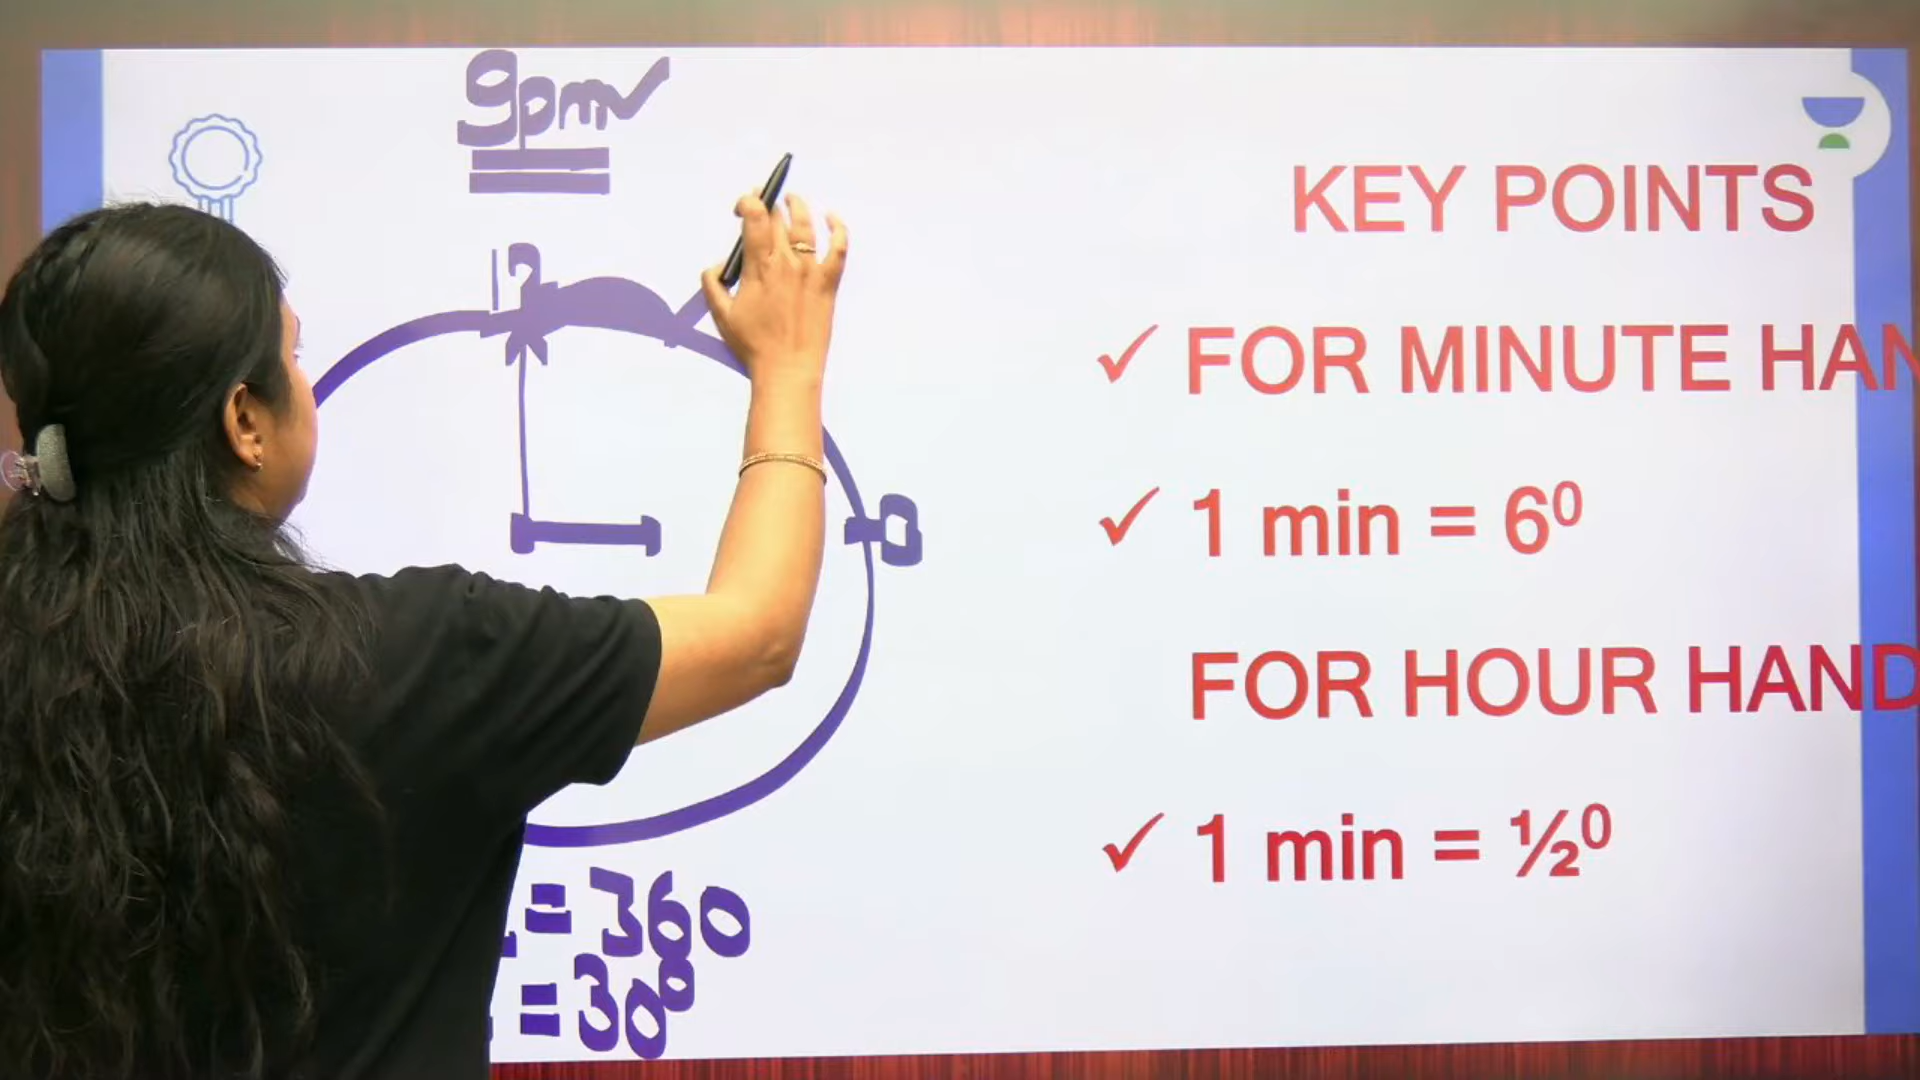 9pm
12
KEY POINTS
✓ FOR MINUTE HAN
✓ 1 min = 6⁰
FOR HOUR HAND
✓ 1 min = ½⁰
= 360
= 30⁰